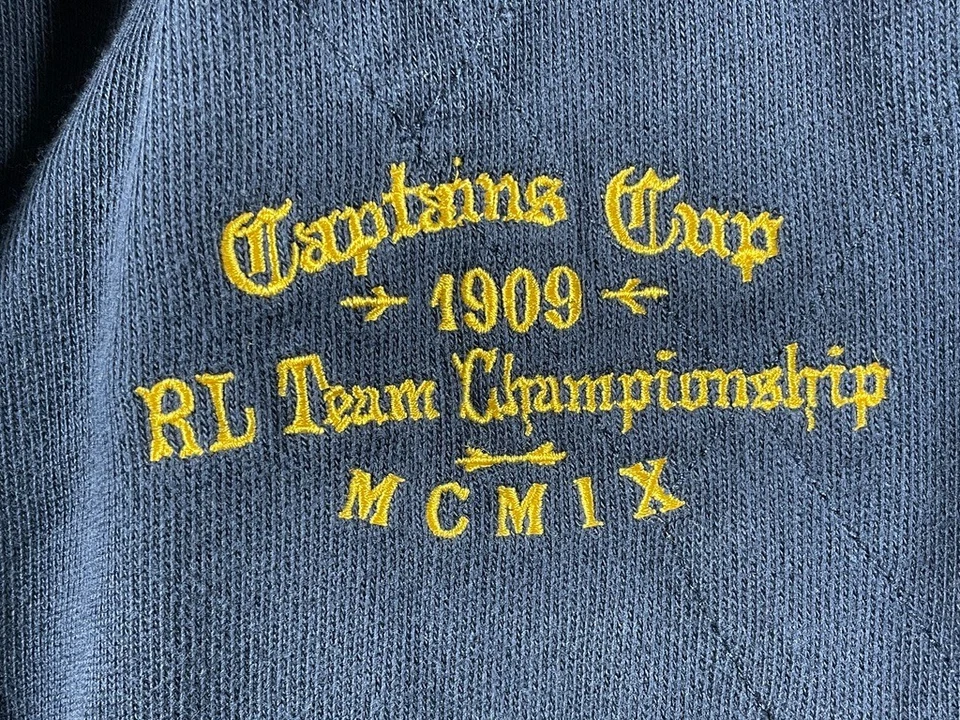 Captains Cup
1909
RL Team Championship
MCMIX